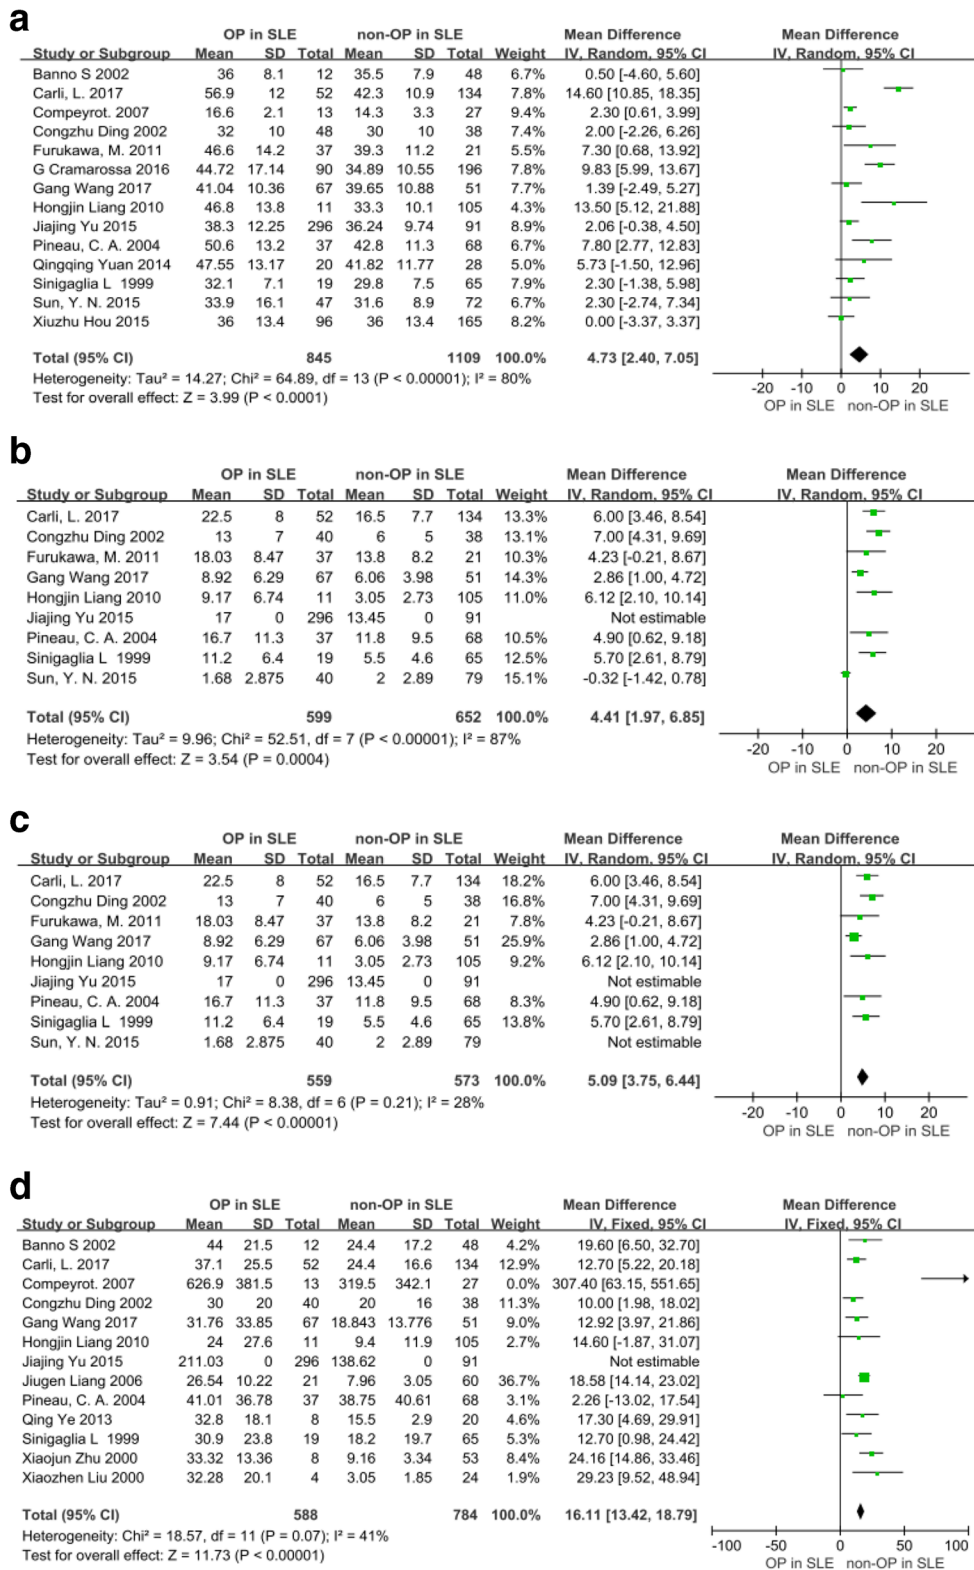 a
OP in SLE non-OP in SLE Mean Difference Mean Difference
Study or Subgroup Mean SD Total Mean SD Total Weight IV, Random, 95% CI IV, Random, 95% CI
Banno S 2002 36 8.1 12 35.5 7.9 48 6.7% 0.50 [-4.60, 5.60]
Carli, L. 2017 56.9 12 52 42.3 10.9 134 7.8% 14.60 [10.85, 18.35]
Compeyrot. 2007 16.6 2.1 13 14.3 3.3 27 9.4% 2.30 [0.61, 3.99]
Congzhu Ding 2002 32 10 48 30 10 38 7.4% 2.00 [-2.26, 6.26]
Furukawa, M. 2011 46.6 14.2 37 39.3 11.2 21 5.5% 7.30 [0.68, 13.92]
G Cramarossa 2016 44.72 17.14 90 34.89 10.55 196 7.8% 9.83 [5.99, 13.67]
Gang Wang 2017 41.04 10.36 67 39.65 10.88 51 7.7% 1.39 [-2.49, 5.27]
Hongjin Liang 2010 46.8 13.8 11 33.3 10.1 105 4.3% 13.50 [5.12, 21.88]
Jiajing Yu 2015 38.3 12.25 296 36.24 9.74 91 8.9% 2.06 [-0.38, 4.50]
Pineau, C. A. 2004 50.6 13.2 37 42.8 11.3 68 6.7% 7.80 [2.77, 12.83]
Qingqing Yuan 2014 47.55 13.17 20 41.82 11.77 28 5.0% 5.73 [-1.50, 12.96]
Sinigaglia L 1999 32.1 7.1 19 29.8 7.5 65 7.9% 2.30 [-1.38, 5.98]
Sun, Y. N. 2015 33.9 16.1 47 31.6 8.9 72 6.7% 2.30 [-2.74, 7.34]
Xiuzhu Hou 2015 36 13.4 96 36 13.4 165 8.2% 0.00 [-3.37, 3.37]
Total (95% CI) 845 1109 100.0% 4.73 [2.40, 7.05]
Heterogeneity: Tau² = 14.27; Chi² = 64.89, df = 13 (P < 0.00001); I² = 80%
Test for overall effect: Z = 3.99 (P < 0.0001)
-20 -10 0 10 20
OP in SLE non-OP in SLE
b
OP in SLE non-OP in SLE Mean Difference Mean Difference
Study or Subgroup Mean SD Total Mean SD Total Weight IV, Random, 95% CI IV, Random, 95% CI
Carli, L. 2017 22.5 8 52 16.5 7.7 134 13.3% 6.00 [3.46, 8.54]
Congzhu Ding 2002 13 7 40 6 5 38 13.1% 7.00 [4.31, 9.69]
Furukawa, M. 2011 18.03 8.47 37 13.8 8.2 21 10.3% 4.23 [-0.21, 8.67]
Gang Wang 2017 8.92 6.29 67 6.06 3.98 51 14.3% 2.86 [1.00, 4.72]
Hongjin Liang 2010 9.17 6.74 11 3.05 2.73 105 11.0% 6.12 [2.10, 10.14]
Jiajing Yu 2015 17 0 296 13.45 0 91 Not estimable
Pineau, C. A. 2004 16.7 11.3 37 11.8 9.5 68 10.5% 4.90 [0.62, 9.18]
Sinigaglia L 1999 11.2 6.4 19 5.5 4.6 65 12.5% 5.70 [2.61, 8.79]
Sun, Y. N. 2015 1.68 2.875 40 2 2.89 79 15.1% -0.32 [-1.42, 0.78]
Total (95% CI) 599 652 100.0% 4.41 [1.97, 6.85]
Heterogeneity: Tau² = 9.96; Chi² = 52.51, df = 7 (P < 0.00001); I² = 87%
Test for overall effect: Z = 3.54 (P = 0.0004)
-20 -10 0 10 20
OP in SLE non-OP in SLE
c
OP in SLE non-OP in SLE Mean Difference Mean Difference
Study or Subgroup Mean SD Total Mean SD Total Weight IV, Random, 95% CI IV, Random, 95% CI
Carli, L. 2017 22.5 8 52 16.5 7.7 134 18.2% 6.00 [3.46, 8.54]
Congzhu Ding 2002 13 7 40 6 5 38 16.8% 7.00 [4.31, 9.69]
Furukawa, M. 2011 18.03 8.47 37 13.8 8.2 21 7.8% 4.23 [-0.21, 8.67]
Gang Wang 2017 8.92 6.29 67 6.06 3.98 51 25.9% 2.86 [1.00, 4.72]
Hongjin Liang 2010 9.17 6.74 11 3.05 2.73 105 9.2% 6.12 [2.10, 10.14]
Jiajing Yu 2015 17 0 296 13.45 0 91 Not estimable
Pineau, C. A. 2004 16.7 11.3 37 11.8 9.5 68 8.3% 4.90 [0.62, 9.18]
Sinigaglia L 1999 11.2 6.4 19 5.5 4.6 65 13.8% 5.70 [2.61, 8.79]
Sun, Y. N. 2015 1.68 2.875 40 2 2.89 79 Not estimable
Total (95% CI) 559 573 100.0% 5.09 [3.75, 6.44]
Heterogeneity: Tau² = 0.91; Chi² = 8.38, df = 6 (P = 0.21); I² = 28%
Test for overall effect: Z = 7.44 (P < 0.00001)
-20 -10 0 10 20
OP in SLE non-OP in SLE
d
OP in SLE non-OP in SLE Mean Difference Mean Difference
Study or Subgroup Mean SD Total Mean SD Total Weight IV, Fixed, 95% CI IV, Fixed, 95% CI
Banno S 2002 44 21.5 12 24.4 17.2 48 4.2% 19.60 [6.50, 32.70]
Carli, L. 2017 37.1 25.5 52 24.4 16.6 134 12.9% 12.70 [5.22, 20.18]
Compeyrot. 2007 626.9 381.5 13 319.5 342.1 27 0.0% 307.40 [63.15, 551.65]
Congzhu Ding 2002 30 20 40 20 16 38 11.3% 10.00 [1.98, 18.02]
Gang Wang 2017 31.76 33.85 67 18.843 13.776 51 9.0% 12.92 [3.97, 21.86]
Hongjin Liang 2010 24 27.6 11 9.4 11.9 105 2.7% 14.60 [-1.87, 31.07]
Jiajing Yu 2015 211.03 0 296 138.62 0 91 Not estimable
Jiugen Liang 2006 26.54 10.22 21 7.96 3.05 60 36.7% 18.58 [14.14, 23.02]
Pineau, C. A. 2004 41.01 36.78 37 38.75 40.61 68 3.1% 2.26 [-13.02, 17.54]
Qing Ye 2013 32.8 18.1 8 15.5 2.9 20 4.6% 17.30 [4.69, 29.91]
Sinigaglia L 1999 30.9 23.8 19 18.2 19.7 65 5.3% 12.70 [0.98, 24.42]
Xiaojun Zhu 2000 33.32 13.36 8 9.16 3.34 53 8.4% 24.16 [14.86, 33.46]
Xiaozhen Liu 2000 32.28 20.1 4 3.05 1.85 24 1.9% 29.23 [9.52, 48.94]
Total (95% CI) 588 784 100.0% 16.11 [13.42, 18.79]
Heterogeneity: Chi² = 18.57, df = 11 (P = 0.07); I² = 41%
Test for overall effect: Z = 11.73 (P < 0.00001)
-100 -50 0 50 100
OP in SLE non-OP in SLE